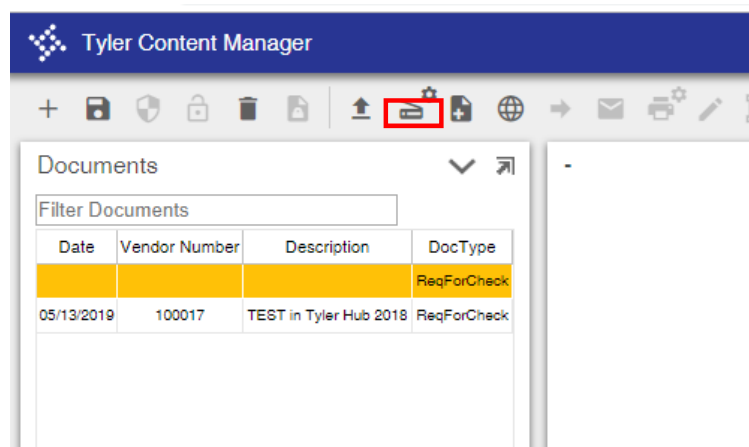 Tyler Content Manager
Documents
-
Filter Documents
Date Vendor Number Description DocType
ReqForCheck
05/13/2019 100017 TEST in Tyler Hub 2018 ReqForCheck